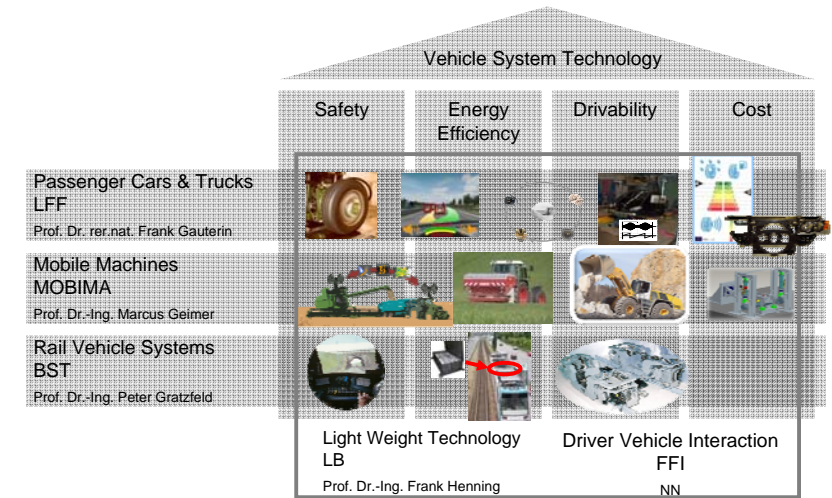 Vehicle System Technology
Safety
Energy
Efficiency
Drivability
Cost
Passenger Cars & Trucks
LFF
Prof. Dr. rer.nat. Frank Gauterin
Mobile Machines
MOBIMA
Prof. Dr.-Ing. Marcus Geimer
Rail Vehicle Systems
BST
Prof. Dr.-Ing. Peter Gratzfeld
Light Weight Technology
LB
Prof. Dr.-Ing. Frank Henning
Driver Vehicle Interaction
FFI
NN